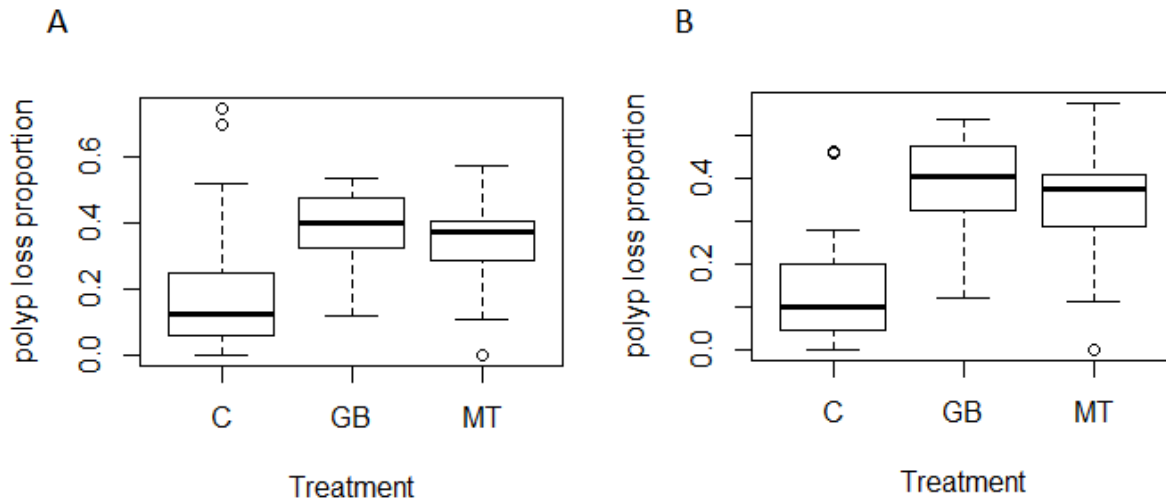 A
polyp loss proportion
0.0 0.2 0.4 0.6
C GB MT
Treatment
B
polyp loss proportion
0.0 0.2 0.4
C GB MT
Treatment